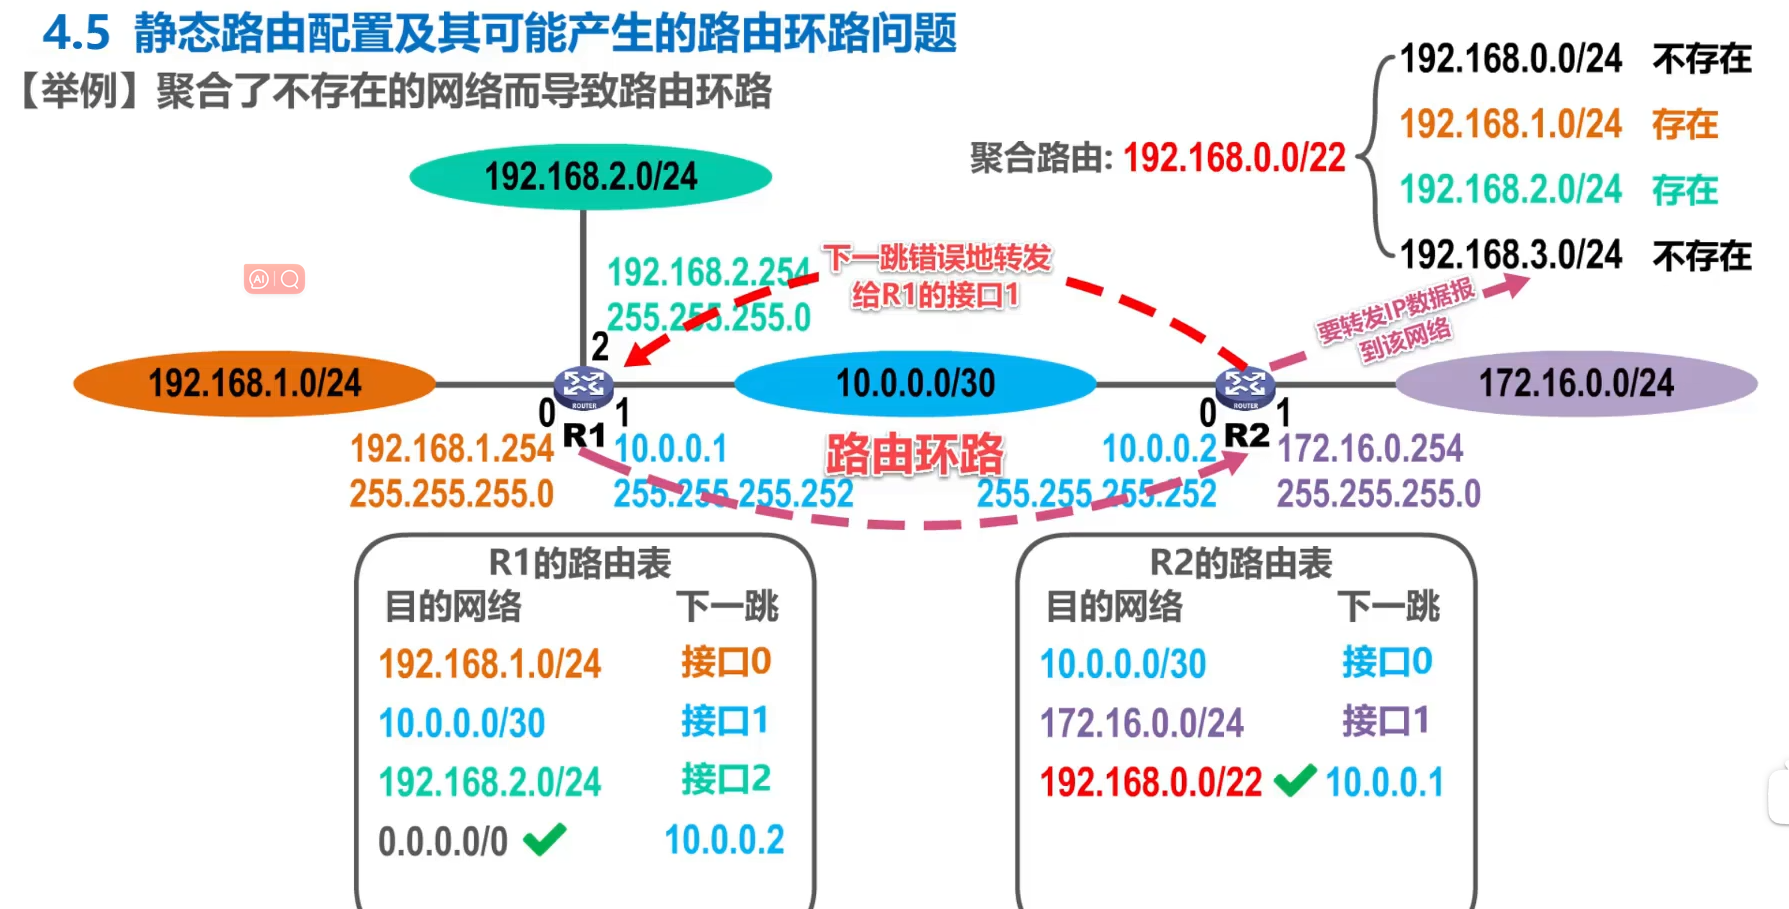 4.5 静态路由配置及其可能产生的路由环路问题
【举例】聚合了不存在的网络而导致路由环路
聚合路由: 192.168.0.0/22
192.168.0.0/24 不存在
192.168.1.0/24 存在
192.168.2.0/24 存在
192.168.3.0/24 不存在
192.168.2.0/24
AI
192.168.2.254
255.255.255.0
下一跳错误地转发
给R1的接口1
要转发IP数据报
到该网络
2
192.168.1.0/24
ROUTER
10.0.0.0/30
ROUTER
172.16.0.0/24
0
1
R1
0
1
R2
192.168.1.254
255.255.255.0
10.0.0.1
255.255.255.252
路由环路
10.0.0.2
255.255.255.252
172.16.0.254
255.255.255.0
R1的路由表
目的网络 下一跳
192.168.1.0/24 接口0
10.0.0.0/30 接口1
192.168.2.0/24 接口2
0.0.0.0/0 10.0.0.2
R2的路由表
目的网络 下一跳
10.0.0.0/30 接口0
172.16.0.0/24 接口1
192.168.0.0/22 10.0.0.1